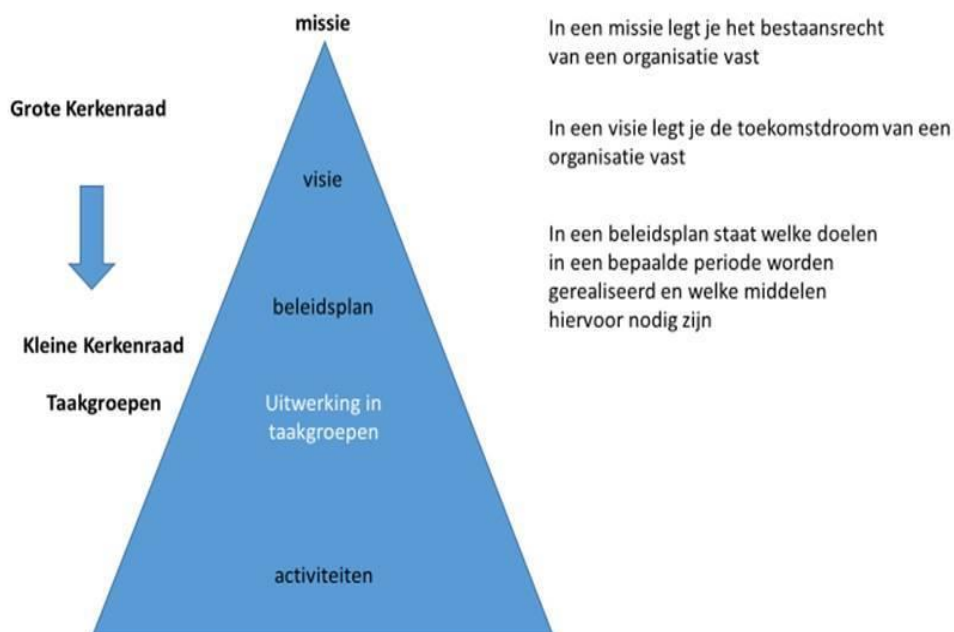 missie
Grote Kerkenraad
visie
beleidsplan
Kleine Kerkenraad
Taakgroepen
Uitwerking in
taakgroepen
activiteiten
In een missie legt je het bestaansrecht
van een organisatie vast
In een visie legt je de toekomstdroom van een
organisatie vast
In een beleidsplan staat welke doelen
in een bepaalde periode worden
gerealiseerd en welke middelen
hiervoor nodig zijn